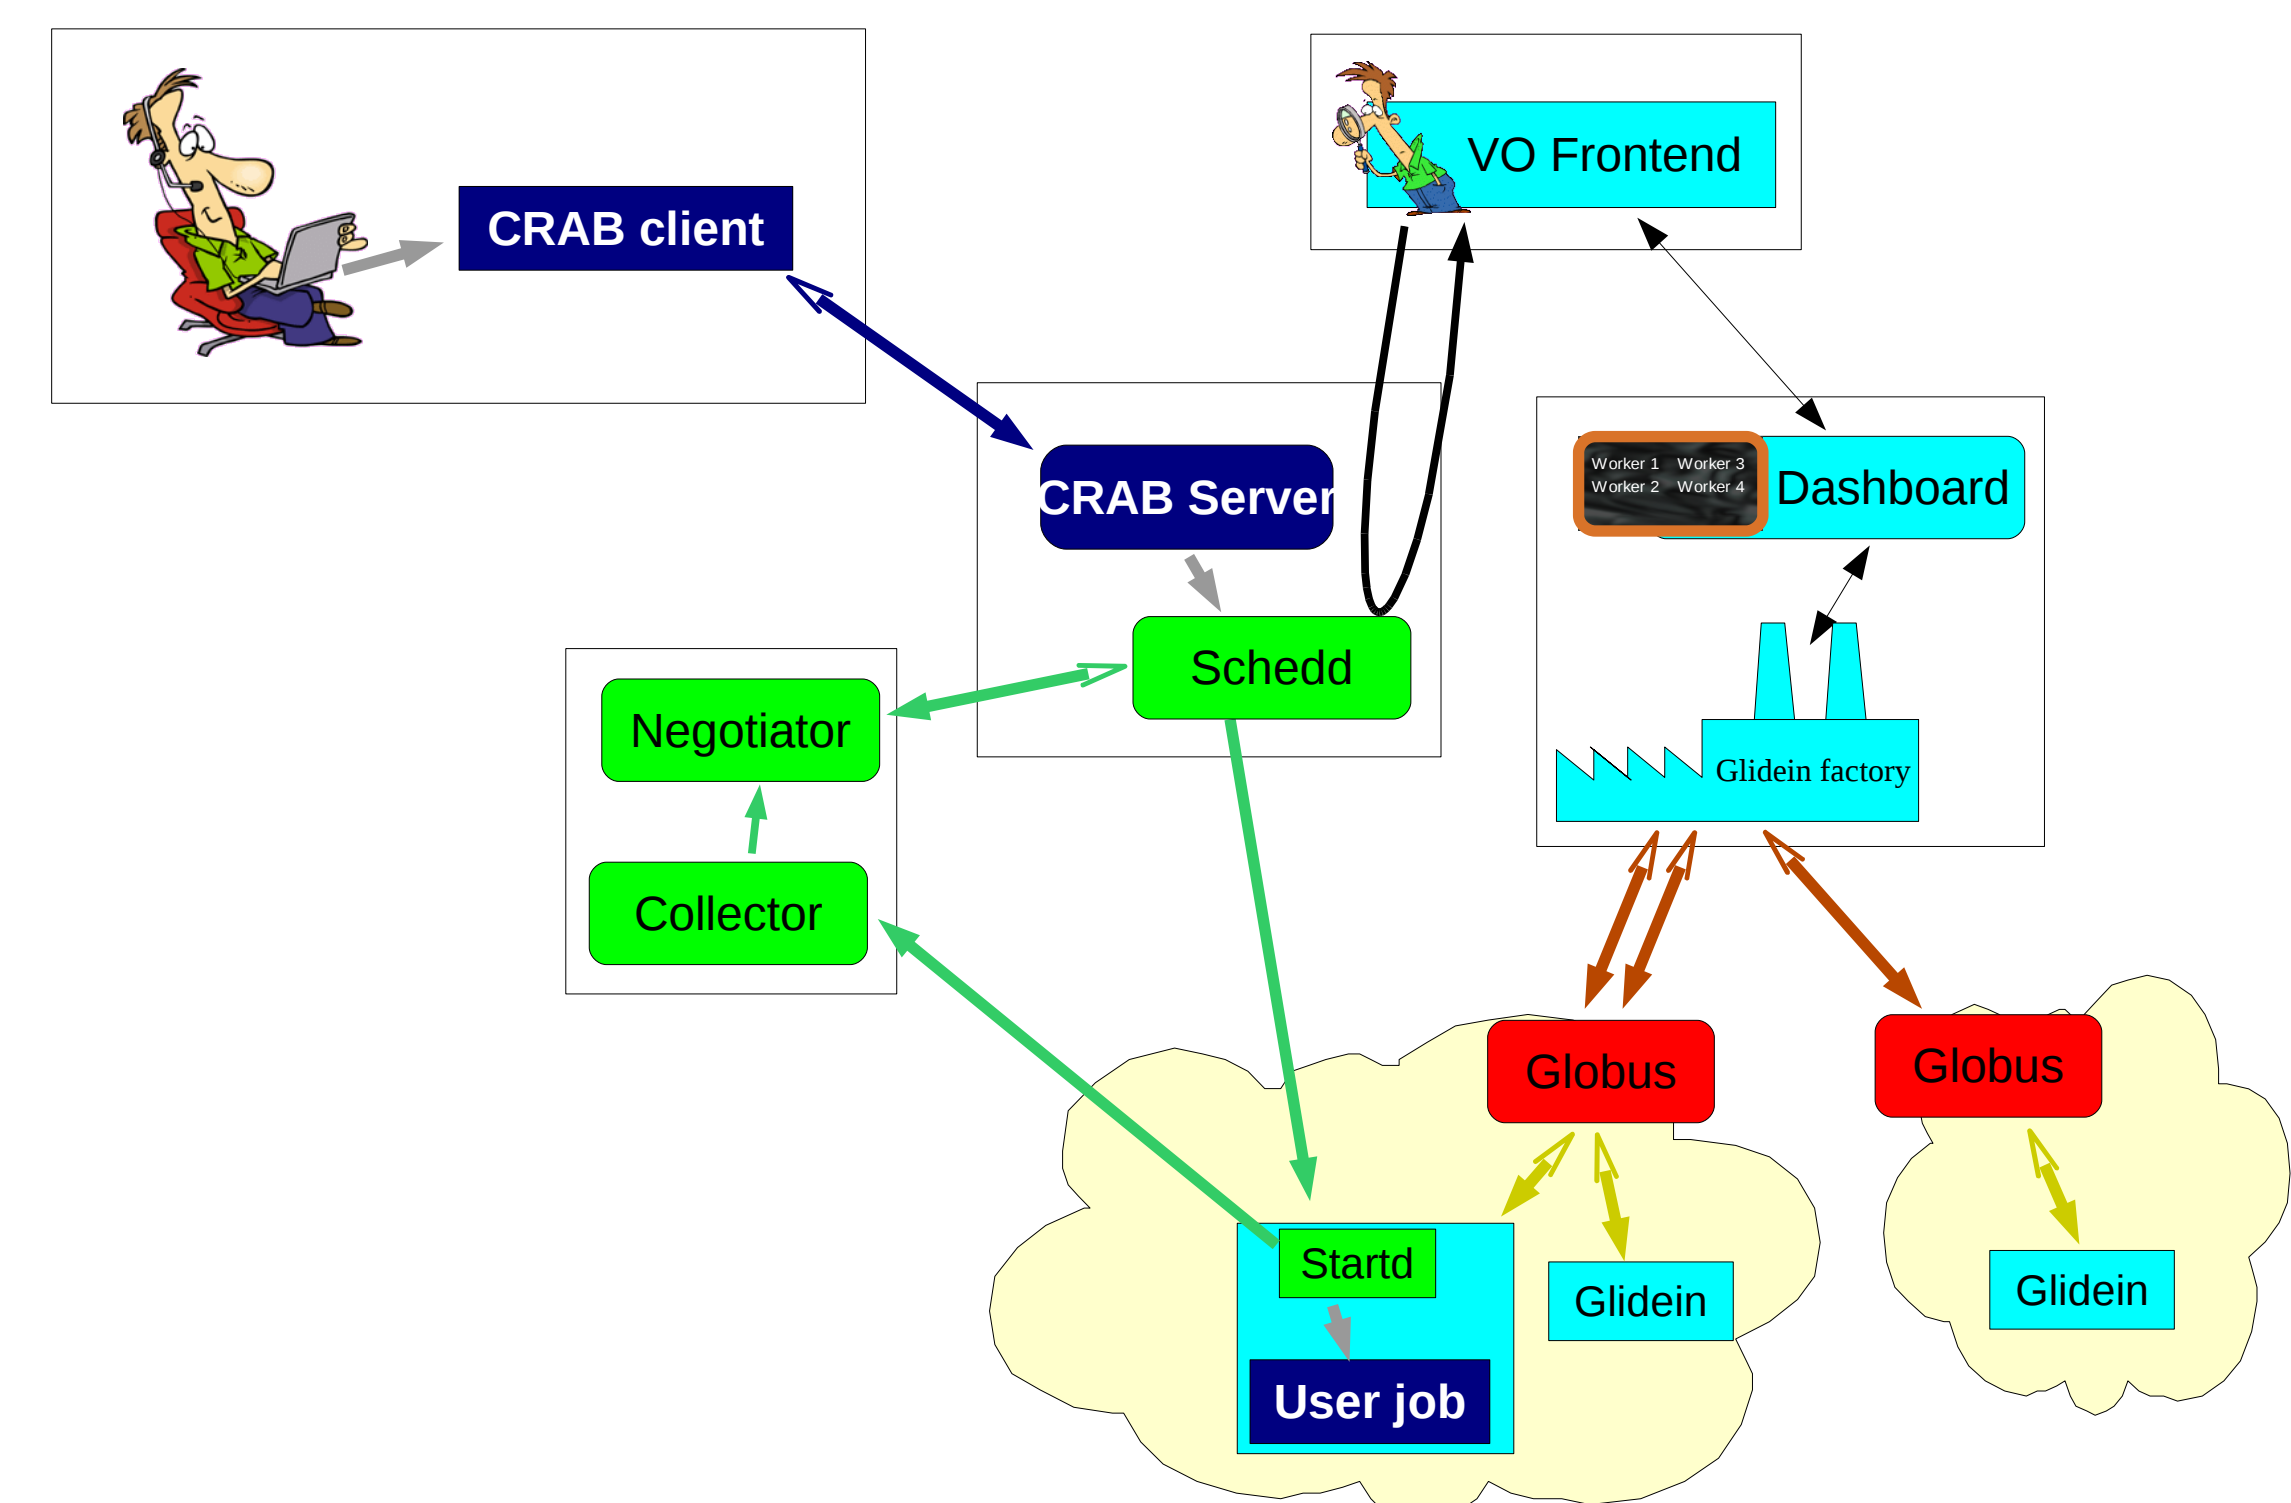 VO Frontend
CRAB client
Worker 1 Worker 3
Worker 2 Worker 4
Dashboard
CRAB Server
Schedd
Negotiator
Glidein factory
Collector
Globus
Globus
Startd
Glidein
Glidein
User job